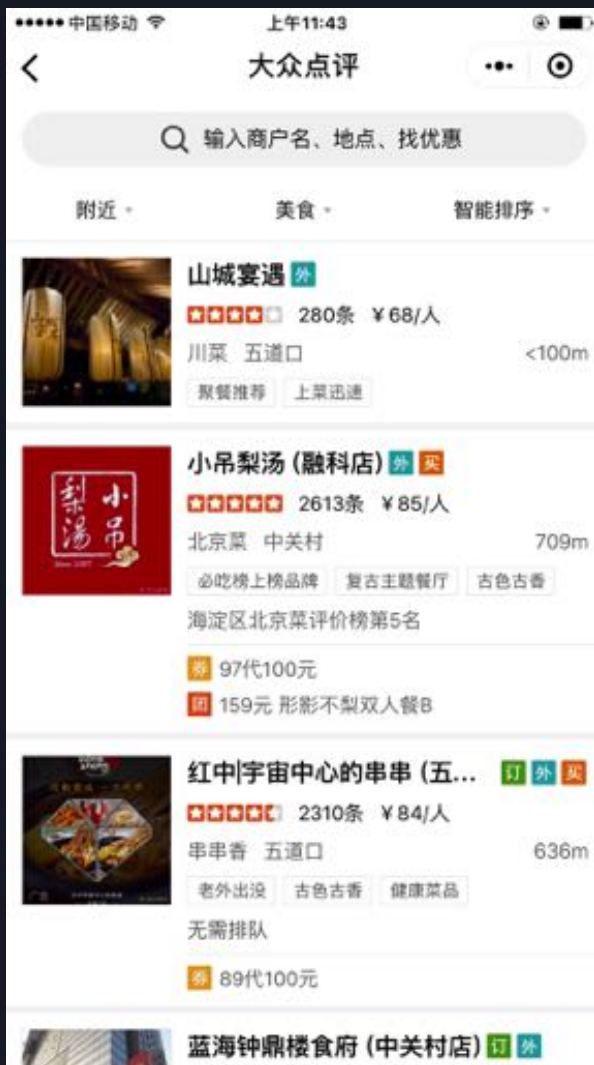 中国移动 上午11:43
大众点评
输入商户名、地点、找优惠
附近 美食 智能排序
山城宴遇 外
280条 ￥68/人
川菜 五道口 <100m
聚餐推荐 上菜迅速
小吊梨汤 (融科店) 外 买
小吊
梨湯
2613条 ￥85/人
北京菜 中关村 709m
必吃榜上榜品牌 复古主题餐厅 古色古香
海淀区北京菜评价榜第5名
券 97代100元
团 159元 形影不梨双人餐B
红中|宇宙中心的串串 (五... 订 外 买
2310条 ￥84/人
串串香 五道口 636m
老外出没 古色古香 健康菜品
无需排队
券 89代100元
蓝海钟鼎楼食府 (中关村店) 订 外